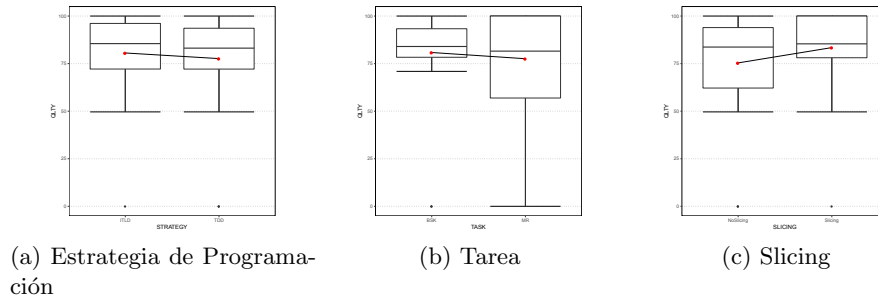 100
75
50
25
0
QLTY
ITLD
TDD
STRATEGY
100
75
50
25
0
QLTY
BSK
MR
TASK
100
75
50
25
0
QLTY
NoSlicing
Slicing
SLICING
(a) Estrategia de Programa-
ción
(b) Tarea
(c) Slicing